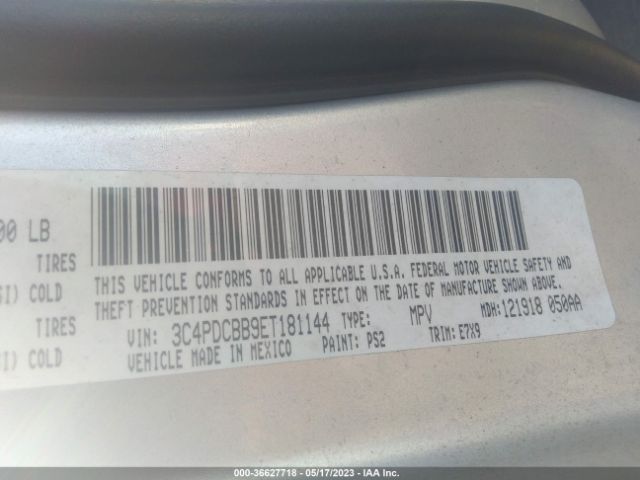 00 LB
TIRES
SI) COLD
TIRES
SI) COLD
THIS VEHICLE CONFORMS TO ALL APPLICABLE U.S.A. FEDERAL MOTOR VEHICLE SAFETY AND
THEFT PREVENTION STANDARDS IN EFFECT ON THE DATE OF MANUFACTURE SHOWN ABOVE.
VIN: 3C4PDCBB9ET181144 TYPE: MPV MDH:121918 050AA
VEHICLE MADE IN MEXICO PAINT: PS2 TRIM: E7X9
000-36627718 - 05/17/2023 - IAA Inc.